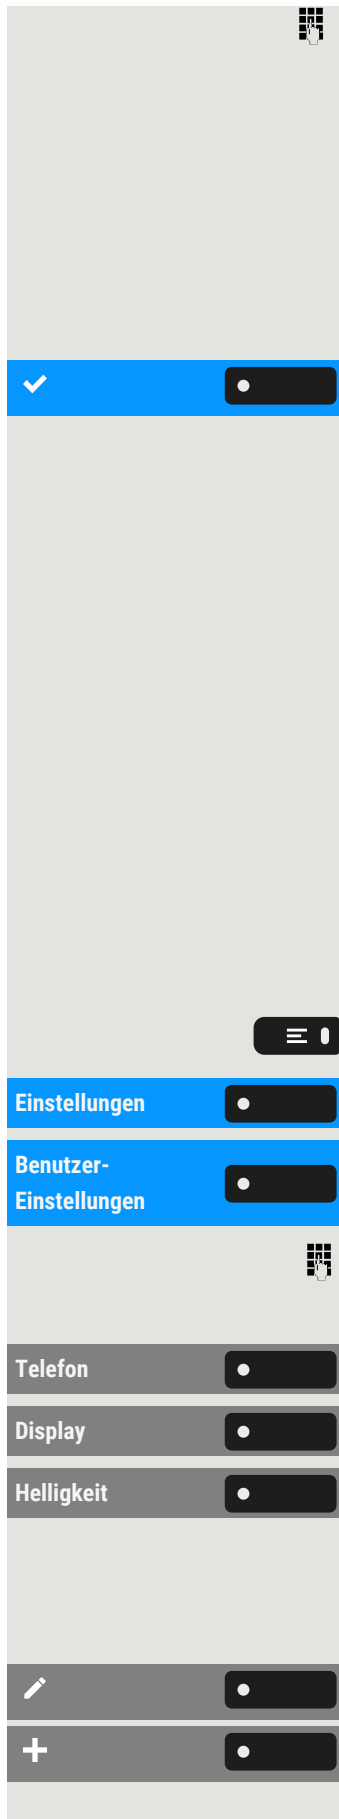 Einstellungen
Benutzer-
Einstellungen
Telefon
Display
Helligkeit